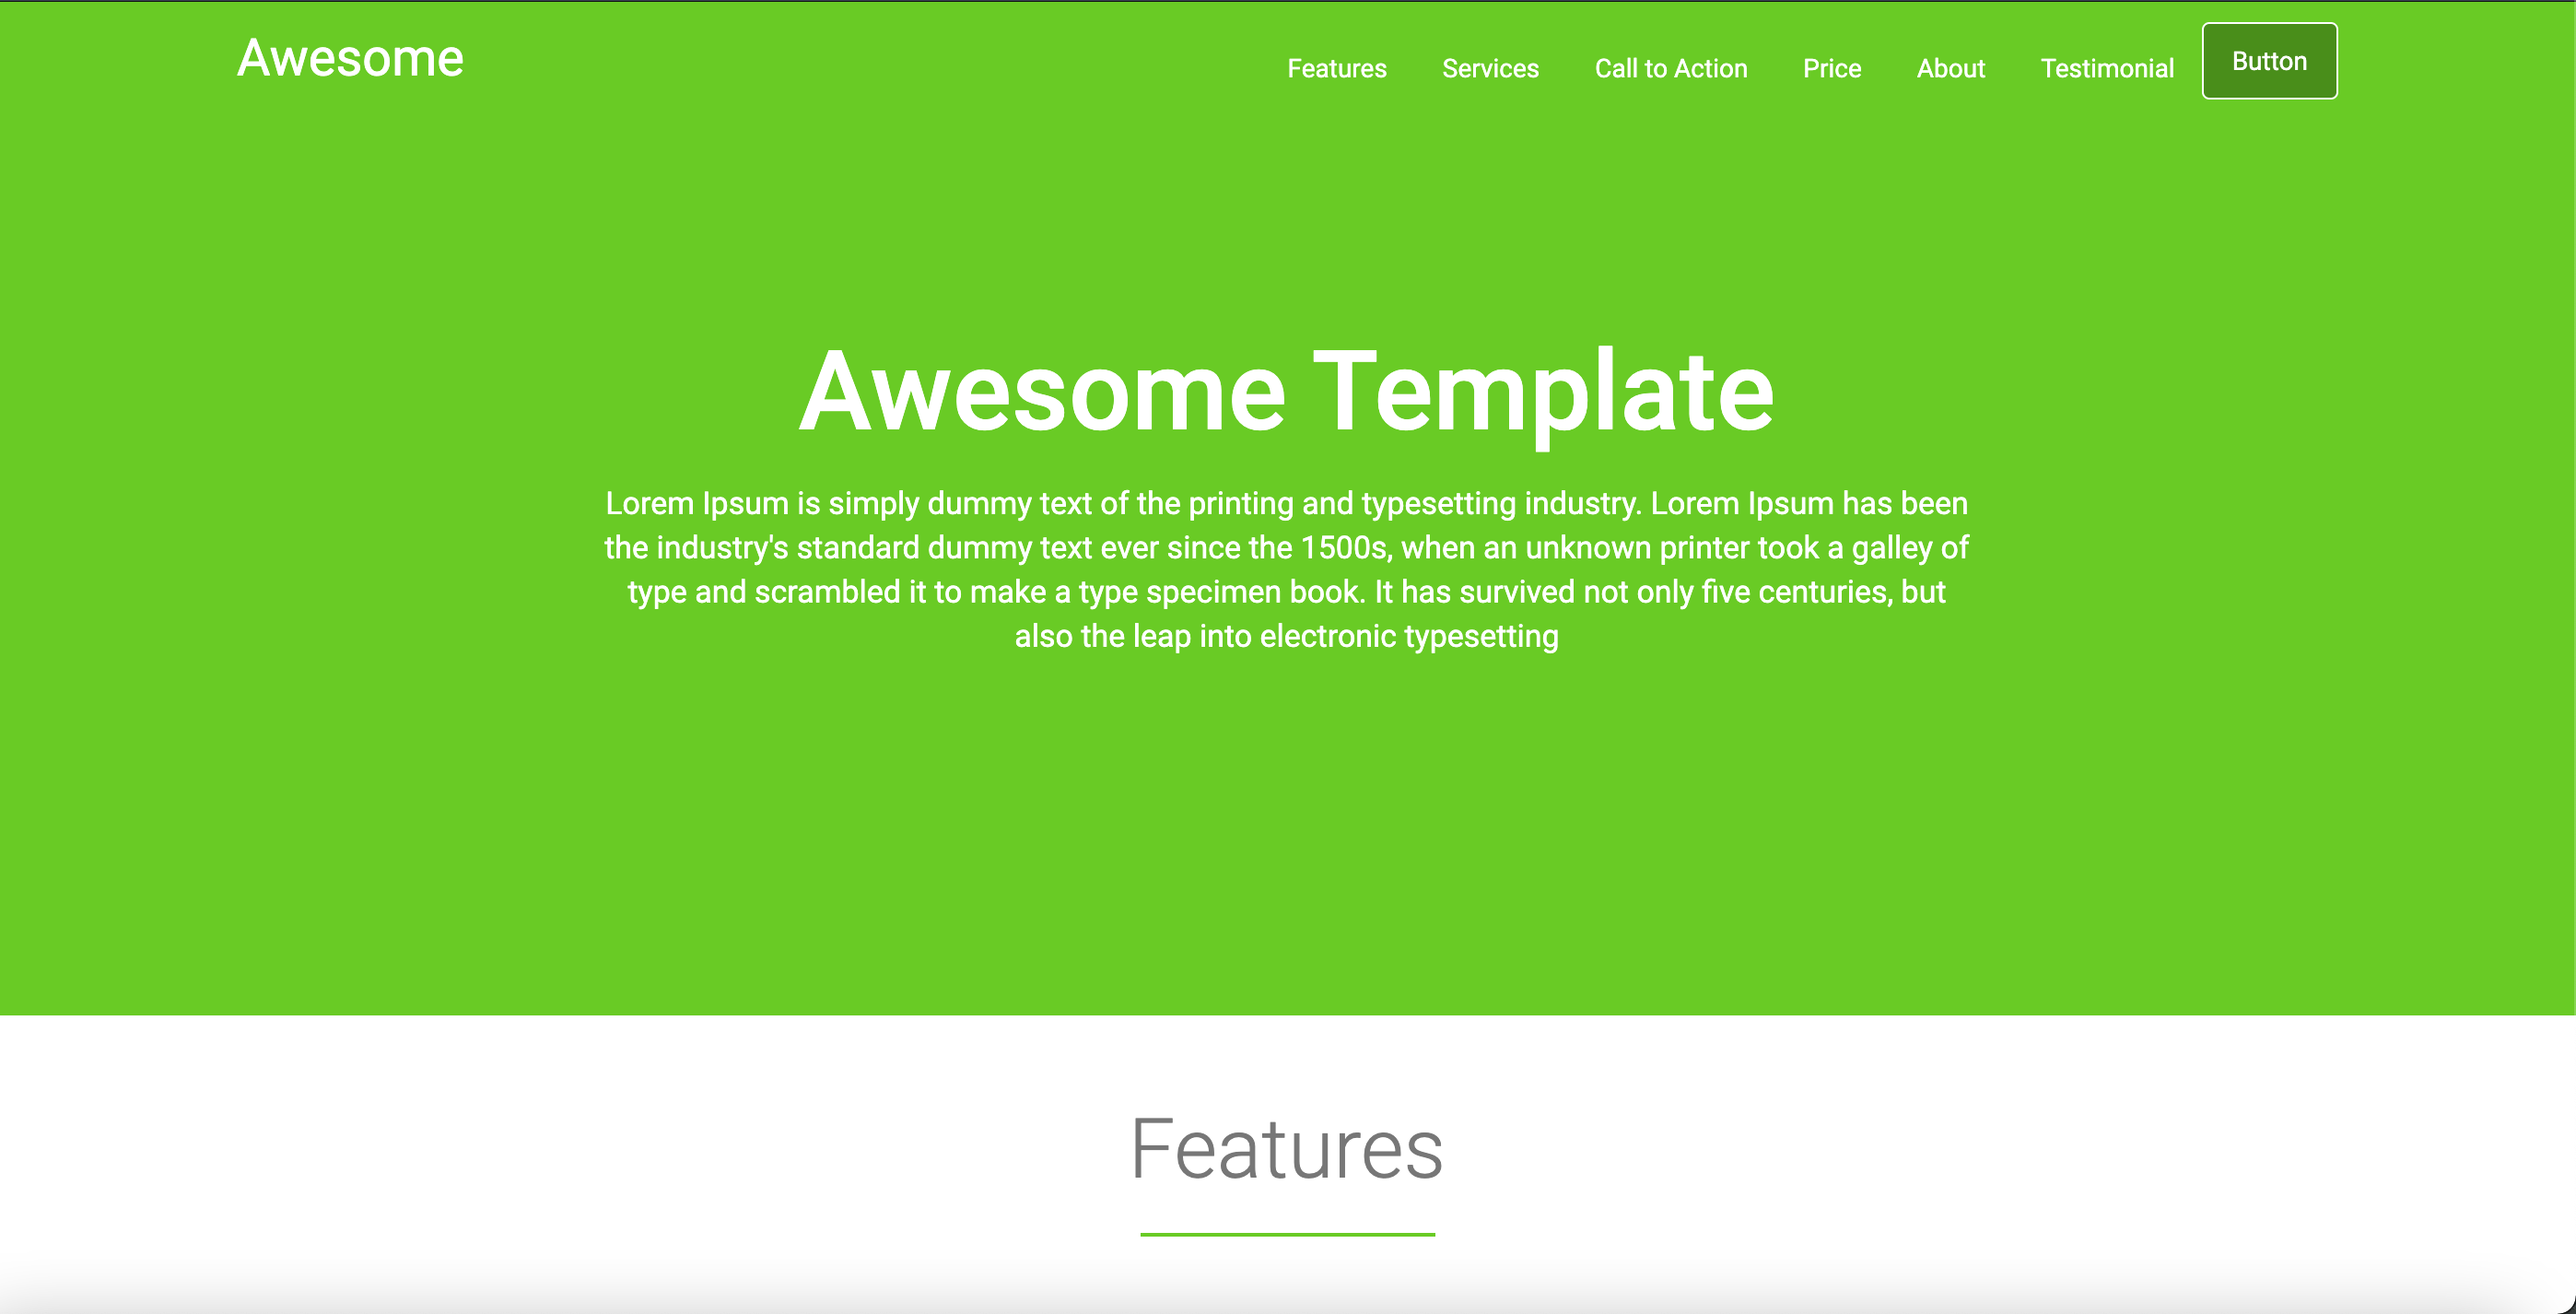 Awesome
Features
Services
Call to Action
Price
About
Testimonial
Button
Awesome Template
Lorem Ipsum is simply dummy text of the printing and typesetting industry. Lorem Ipsum has been
the industry's standard dummy text ever since the 1500s, when an unknown printer took a galley of
type and scrambled it to make a type specimen book. It has survived not only five centuries, but
also the leap into electronic typesetting
Features